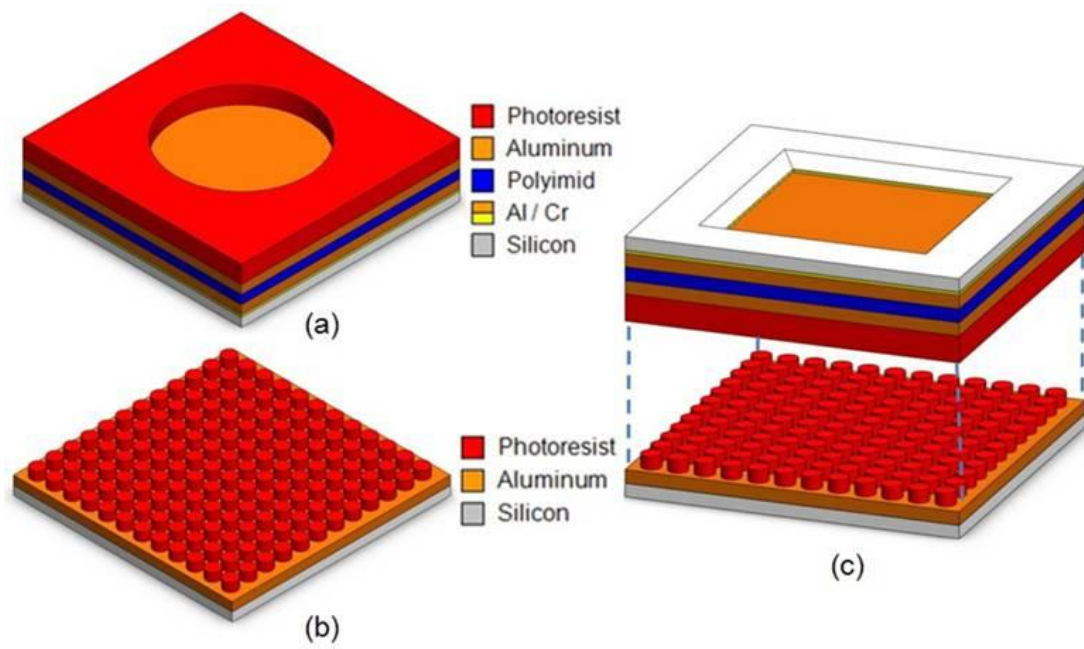 Photoresist
Aluminum
Polyimid
Al / Cr
Silicon
(a)
Photoresist
Aluminum
Silicon
(b)
(c)